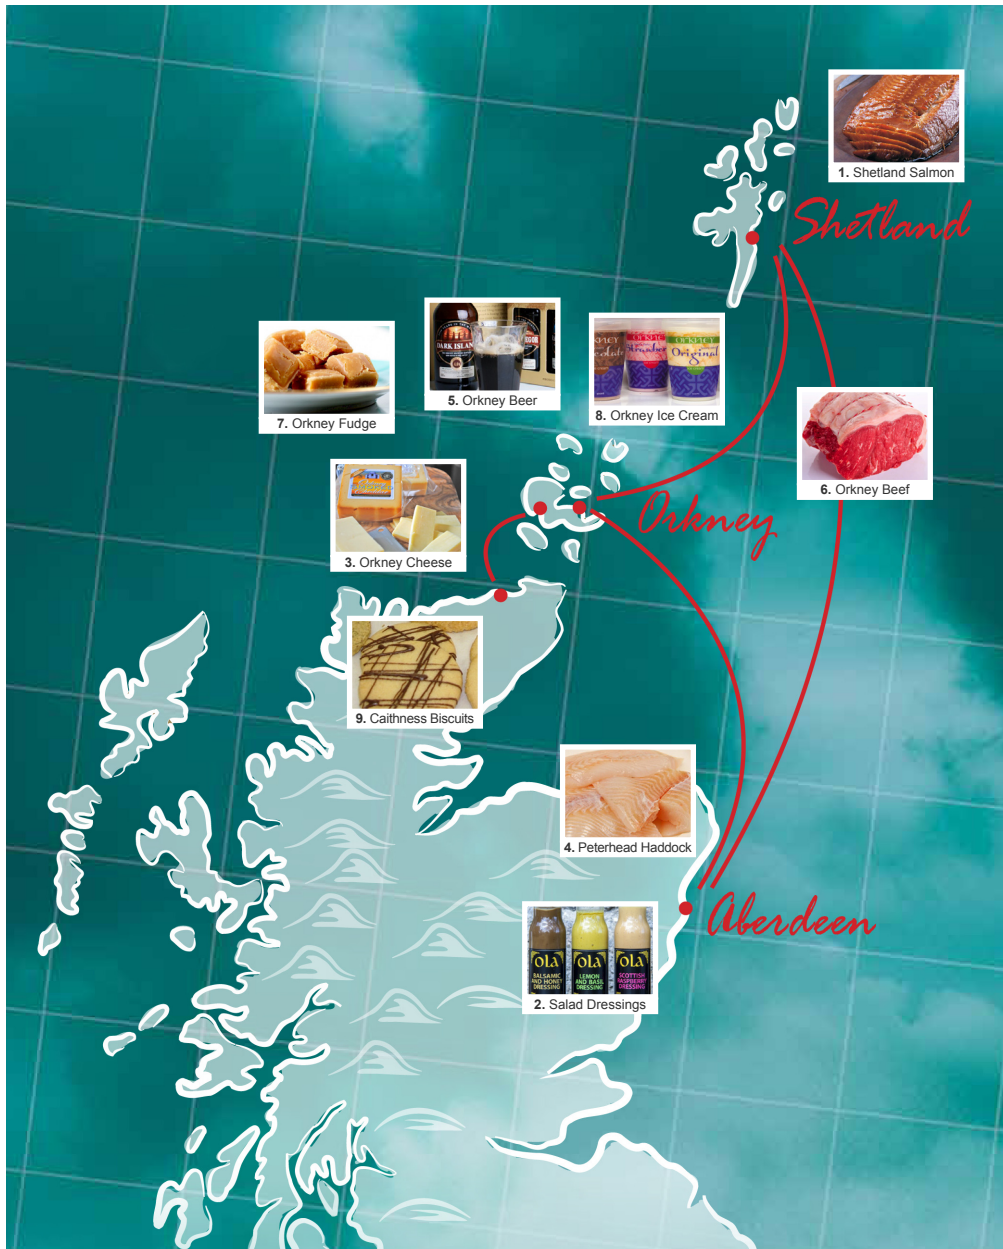 1. Shetland Salmon
Shetland
DARK ISLAND
5. Orkney Beer
ORKNEY
Original
8. Orkney Ice Cream
7. Orkney Fudge
6. Orkney Beef
3. Orkney Cheese
Orkney
9. Caithness Biscuits
4. Peterhead Haddock
Aberdeen
OLA
BALSAMIC
AND HONEY
DRESSING
OLA
LEMON
AND BASIL
DRESSING
OLA
SCOTTISH
RASPBERRY
DRESSING
2. Salad Dressings